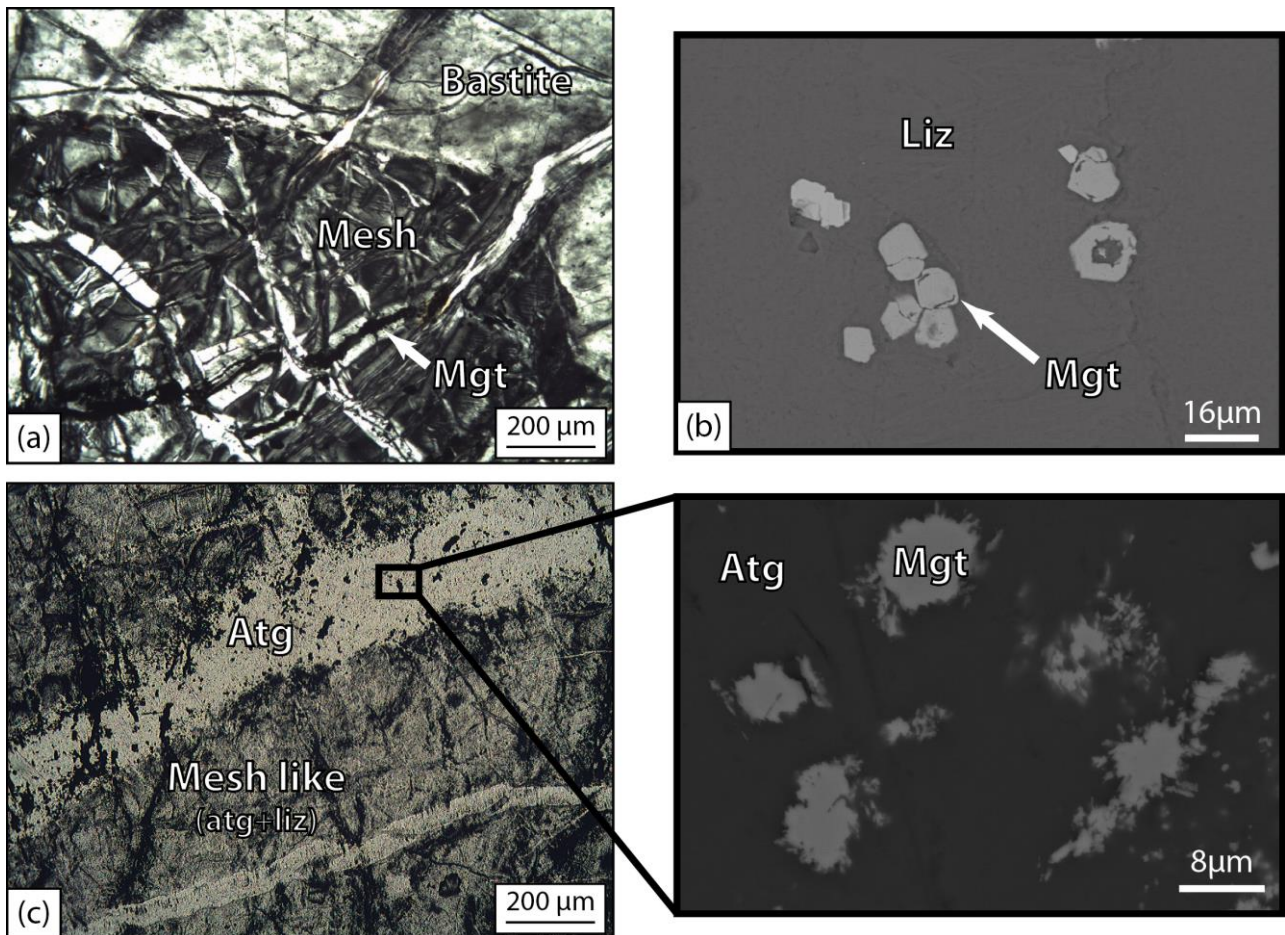 Bastite
Mesh
Mgt
(a)
200 µm
Liz
Mgt
(b)
16µm
Atg
Mesh like
(atg+liz)
(c)
200 µm
Atg
Mgt
8µm